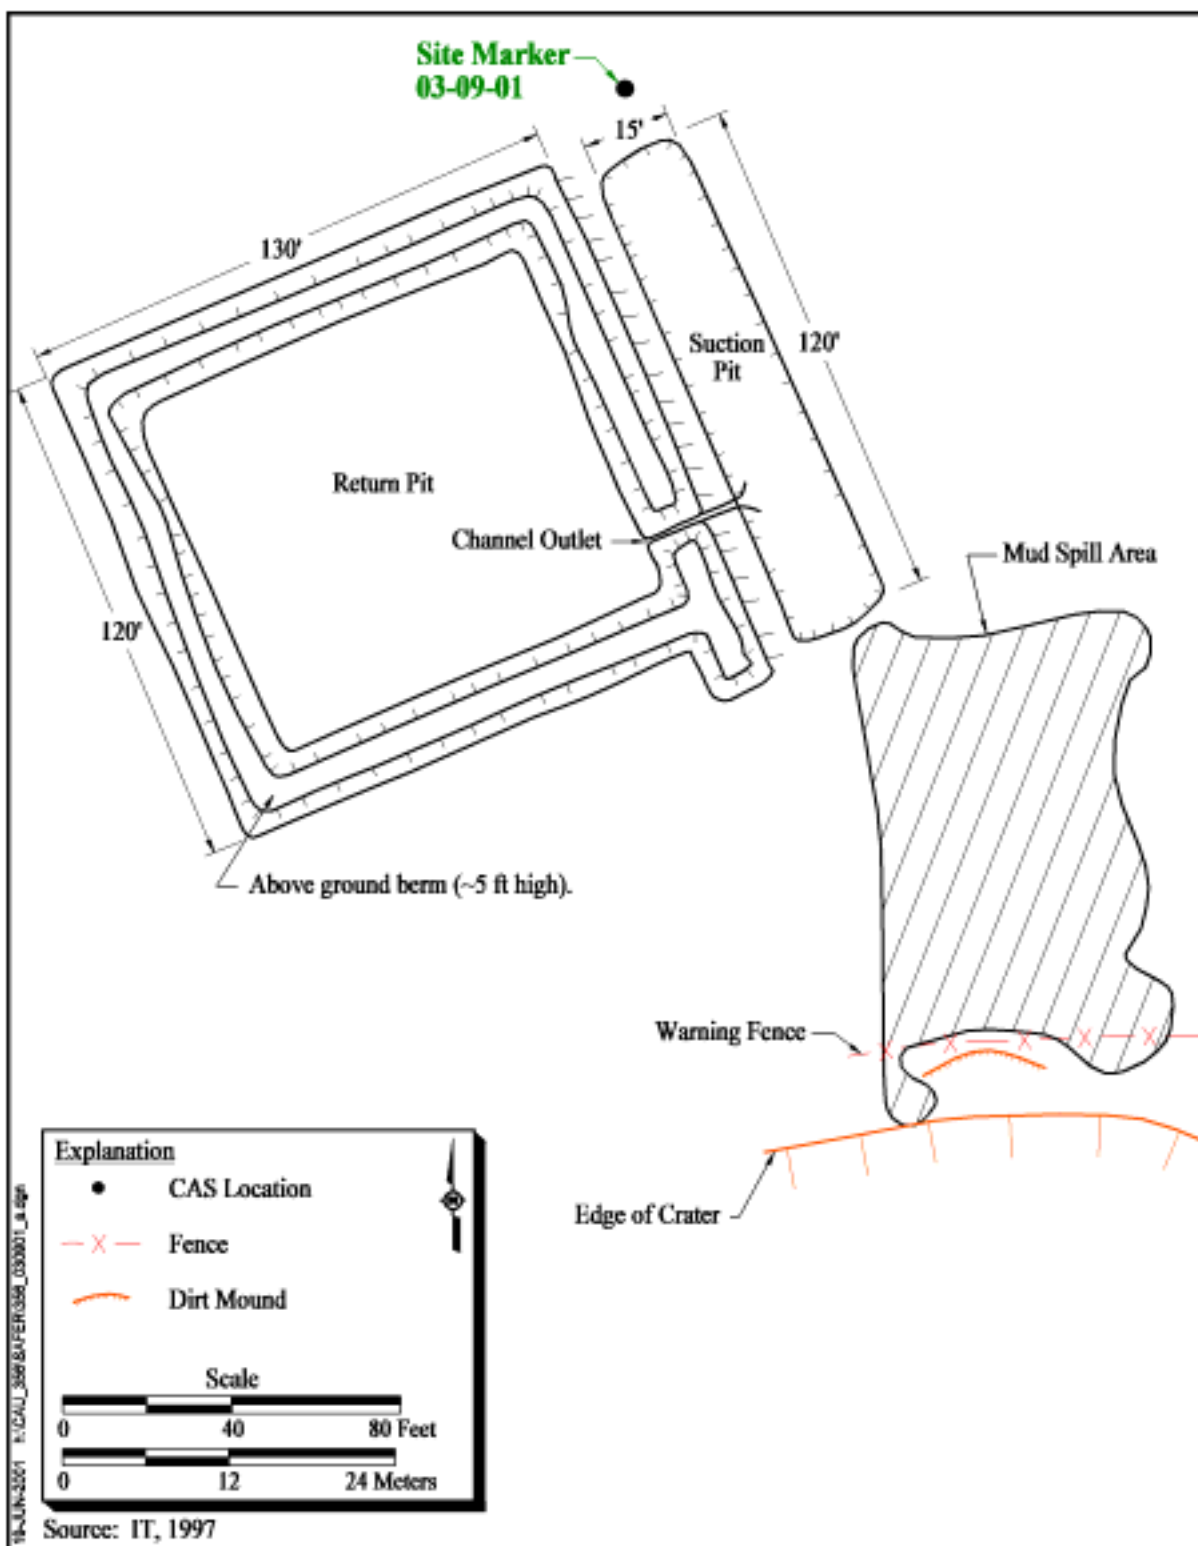 Site Marker
03-09-01
15'
130'
Suction
Pit
120'
Return Pit
Channel Outlet
Mud Spill Area
120'
Above ground berm (~5 ft high).
Warning Fence
Edge of Crater
Explanation
CAS Location
Fence
Dirt Mound
Scale
0 40 80 Feet
0 12 24 Meters
Source: IT, 1997